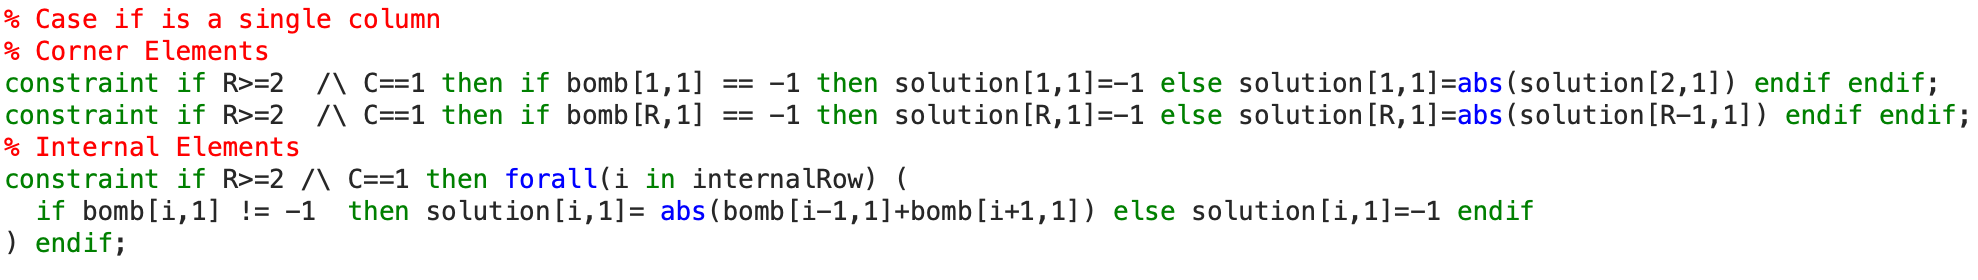 % Case if is a single column
% Corner Elements
constraint if R>=2  /\ C==1 then if bomb[1,1] == -1 then solution[1,1]=-1 else solution[1,1]=abs(solution[2,1]) endif endif;
constraint if R>=2  /\ C==1 then if bomb[R,1] == -1 then solution[R,1]=-1 else solution[R,1]=abs(solution[R-1,1]) endif endif;
% Internal Elements
constraint if R>=2 /\ C==1 then forall(i in internalRow) (
  if bomb[i,1] != -1  then solution[i,1]= abs(bomb[i-1,1]+bomb[i+1,1]) else solution[i,1]=-1 endif
) endif;